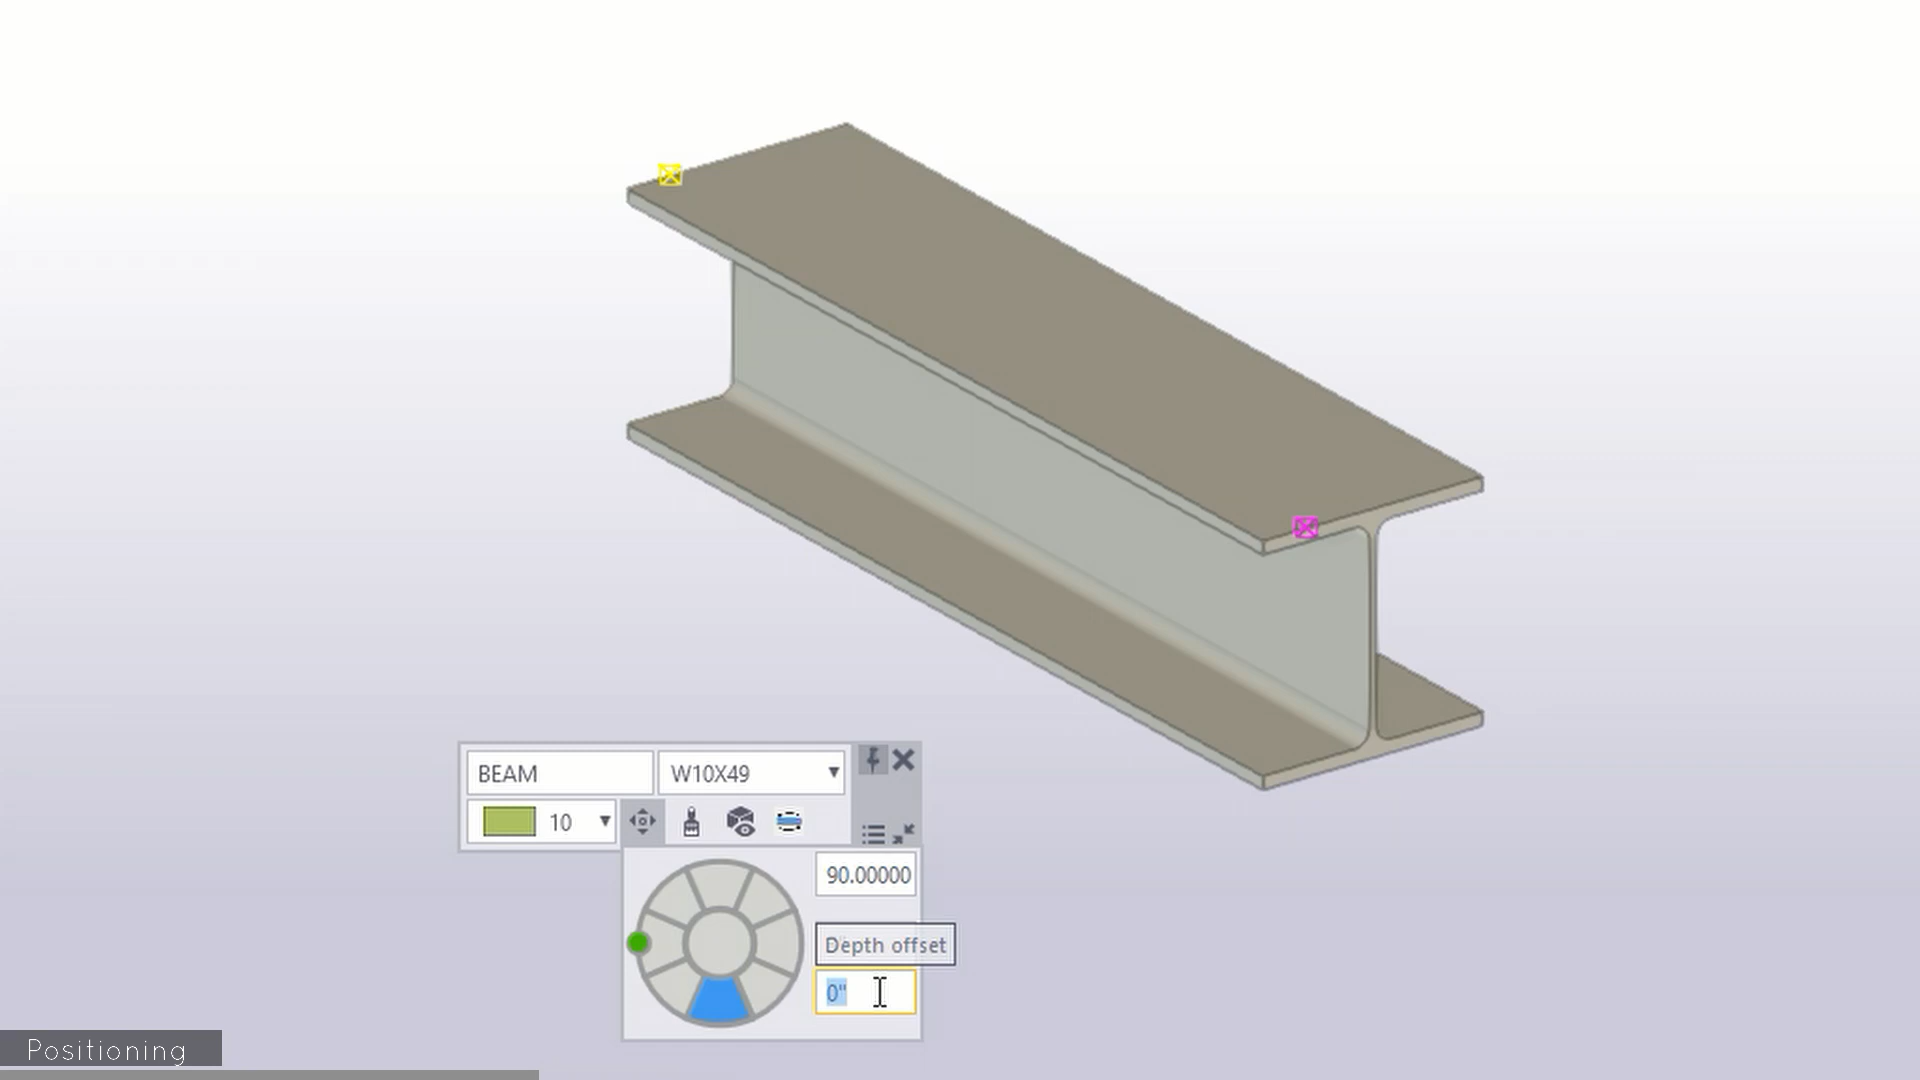 BEAM
W10X49
10
90.00000
Depth offset
0"
Positioning